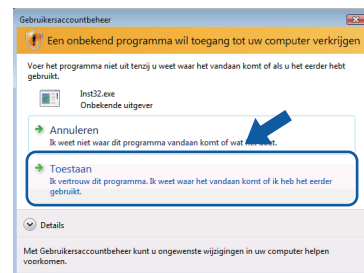 Gebruikersaccountbeheer
Een onbekend programma wil toegang tot uw computer verkrijgen
Voer het programma niet uit tenzij u weet waar het vandaan komt of als u het eerder hebt
gebruikt.
Inst32.exe
Onbekende uitgever
Annuleren
Ik weet niet waar dit programma vandaan komt of wat het doet.
Toestaan
Ik vertrouw dit programma. Ik weet waar het vandaan komt of ik heb het eerder
gebruikt.
Details
Met Gebruikersaccountbeheer kunt u ongewenste wijzigingen in uw computer helpen
voorkomen.